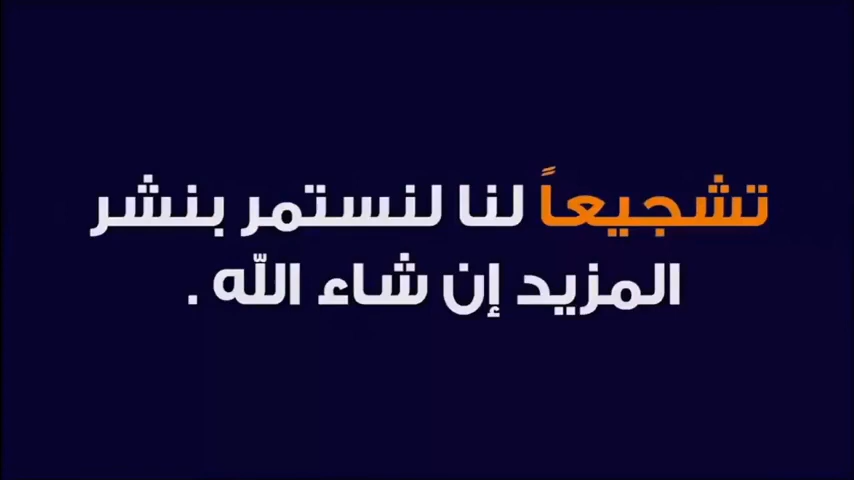 تشجيعاً لنا لنستمر بنشر
المزيد إن شاء الله .